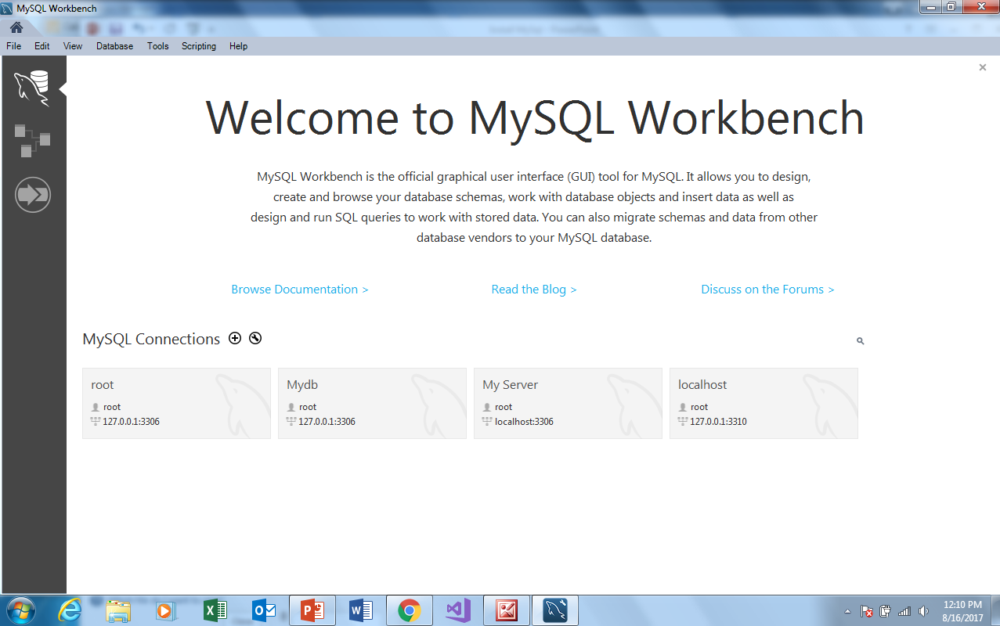 MySQL Workbench
File Edit View Database Tools Scripting Help
Welcome to MySQL Workbench
MySQL Workbench is the official graphical user interface (GUI) tool for MySQL. It allows you to design,
create and browse your database schemas, work with database objects and insert data as well as
design and run SQL queries to work with stored data. You can also migrate schemas and data from other
database vendors to your MySQL database.
Browse Documentation > Read the Blog > Discuss on the Forums >
MySQL Connections
root
root
127.0.0.1:3306
Mydb
root
127.0.0.1:3306
My Server
root
localhost:3306
localhost
root
127.0.0.1:3310
12:10 PM
8/16/2017